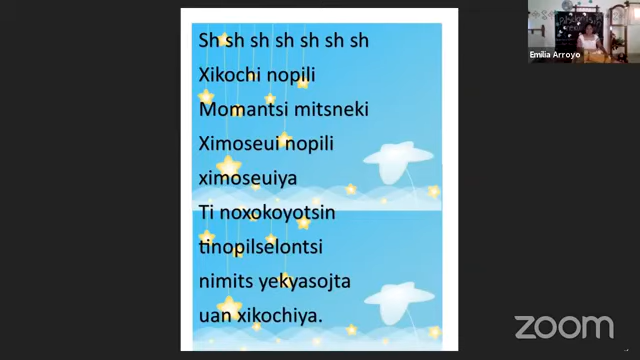 Sh sh sh sh sh sh sh
Xikochi nopili
Momantsi mitsneki
Ximoseui nopili
ximoseuiya
Ti noxokoyotsin
tinopilselontsi
nimits yekyasojta
uan xikochiya.
Emilia Arroyo
zoom